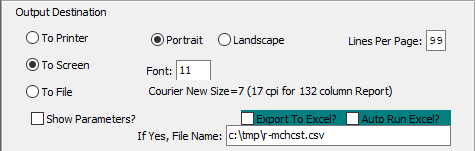 Output Destination
To Printer Portrait Landscape Lines Per Page: 99
To Screen Font: 11
To File Courier New Size=7 (17 cpi for 132 column Report)
Show Parameters? Export To Excel? Auto Run Excel?
If Yes, File Name: c:\tmp\r-mchcst.csv